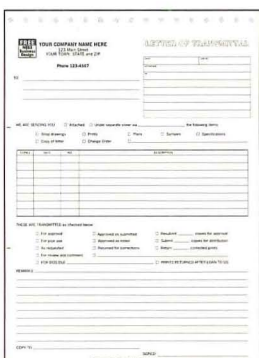 FREE
YOUR COMPANY NAME HERE
LETTER OF TRANSMITTAL
123 Main Street
YOUR TOWN, STATE and ZIP
Phone 123-4567
TO
WE ARE SENDING YOU Attached Under separate cover via the following items:
Shop drawings Prints Plans Samples Specifications
Copy of letter Change Order
COPIES DATE NO. DESCRIPTION
THESE ARE TRANSMITTED as checked below:
For approval Approved as submitted Resubmit copies for approval
For your use Approved as noted Submit copies for distribution
As requested Returned for corrections Return corrected prints
For review and comment
FOR BIDS DUE PRINTS RETURNED AFTER LOAN TO US
REMARKS
COPY TO
SIGNED